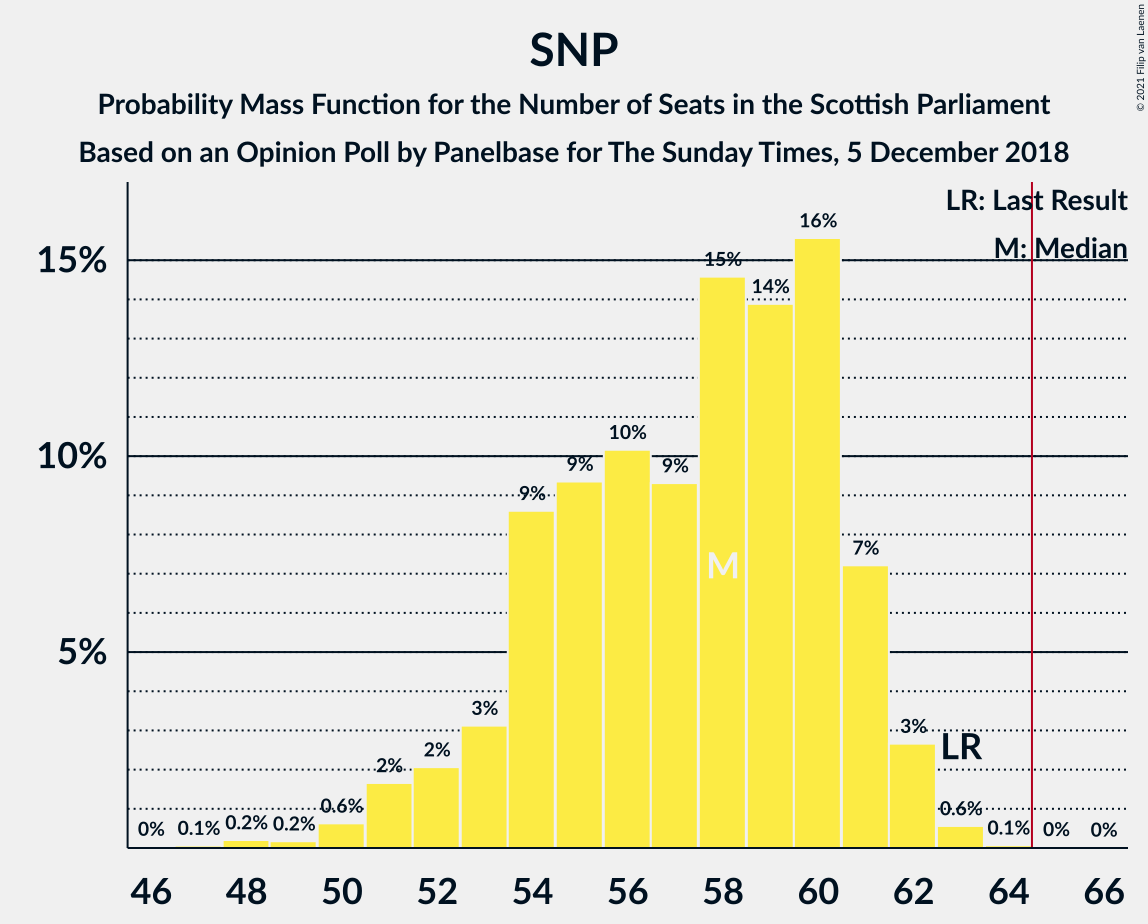 SNP
Probability Mass Function for the Number of Seats in the Scottish Parliament
Based on an Opinion Poll by Panelbase for The Sunday Times, 5 December 2018
© 2021 Filip van Laenen
LR: Last Result
M: Median
15%
10%
5%
0%
0.1%
0.2%
0.2%
0.6%
2%
2%
3%
9%
9%
10%
9%
15%
14%
16%
7%
3%
0.6%
0.1%
0%
0%
M
LR
46 48 50 52 54 56 58 60 62 64 66